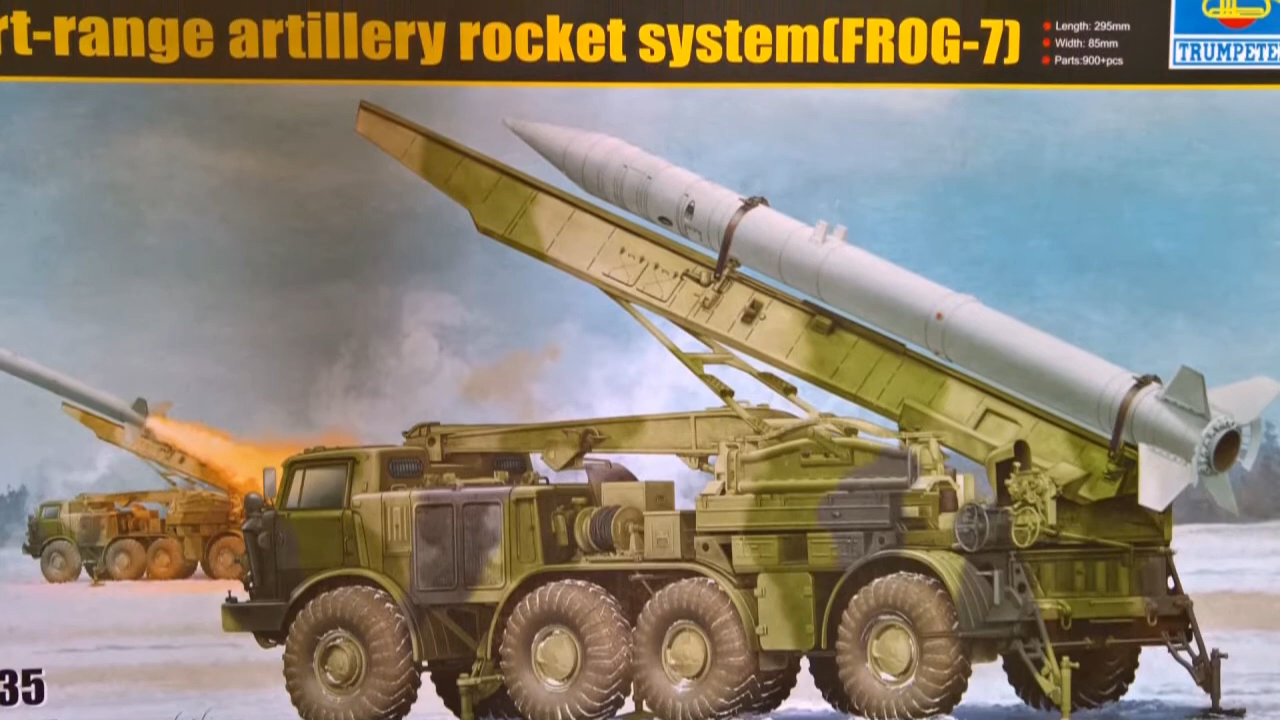 rt-range artillery rocket system(FROG-7)
Length: 295mm
Width: 85mm
Parts:900+pcs
TRUMPETE
35